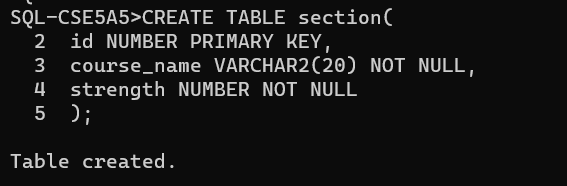 SQL-CSE5A5>CREATE TABLE section(
  2  id NUMBER PRIMARY KEY,
  3  course_name VARCHAR2(20) NOT NULL,
  4  strength NUMBER NOT NULL
  5  );

Table created.